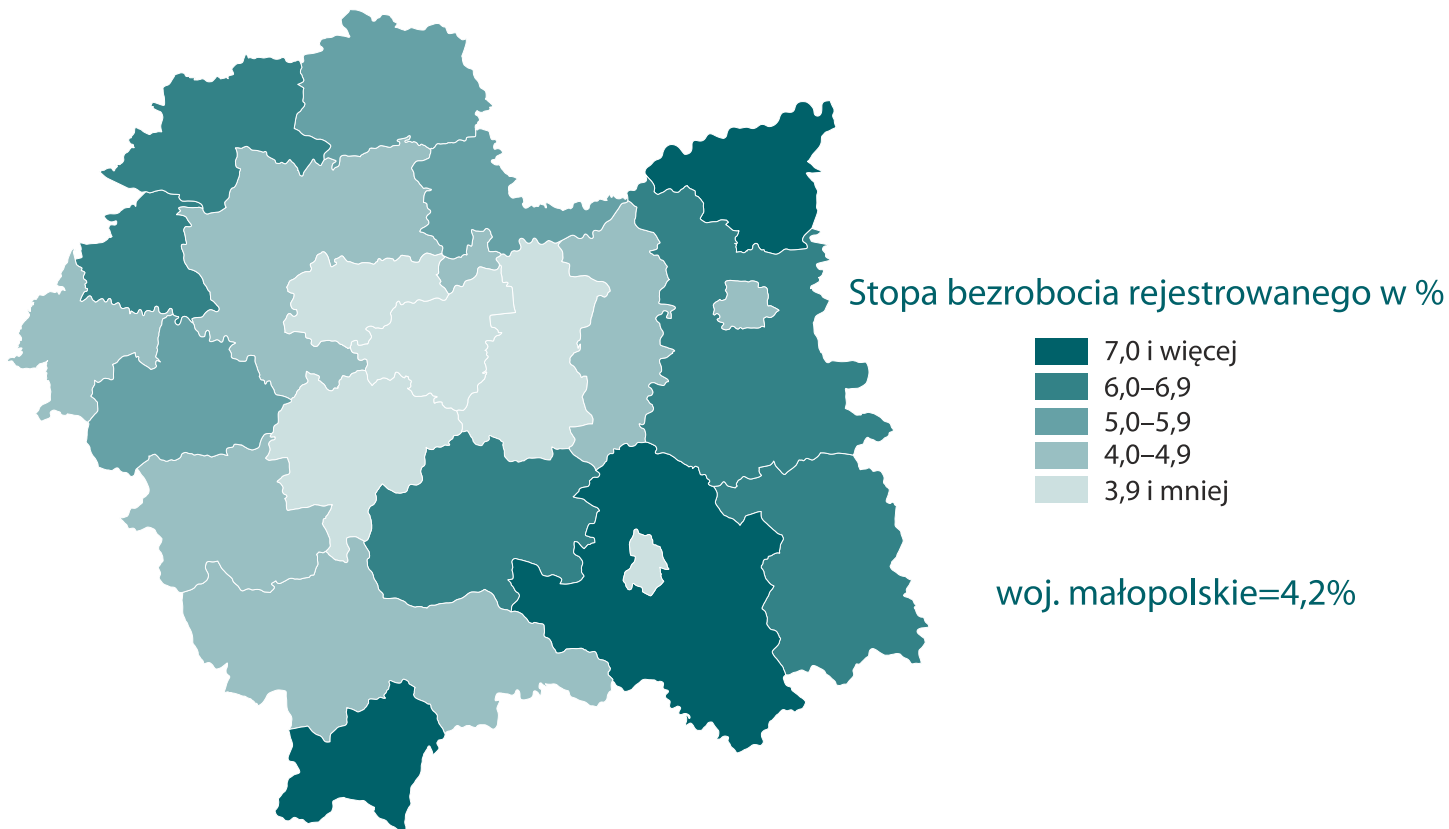 Stopa bezrobocia rejestrowanego w %
7,0 i więcej
6,0–6,9
5,0–5,9
4,0–4,9
3,9 i mniej
woj. małopolskie=4,2%